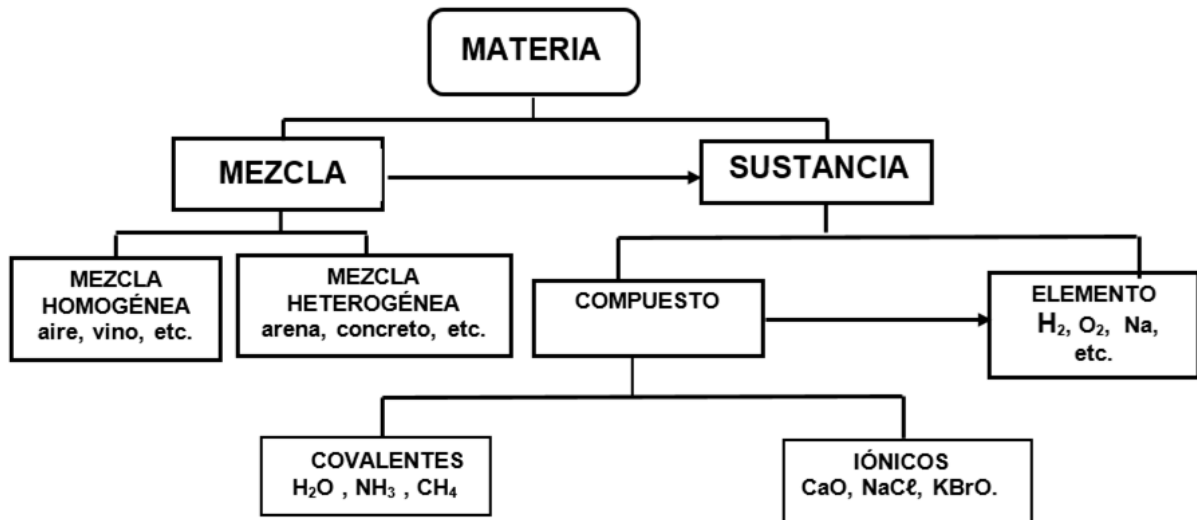 MATERIA
MEZCLA
SUSTANCIA
MEZCLA
HOMOGÉNEA
aire, vino, etc.
MEZCLA
HETEROGÉNEA
arena, concreto, etc.
COMPUESTO
ELEMENTO
H₂, O₂, Na,
etc.
COVALENTES
H₂O , NH₃ , CH₄
IÓNICOS
CaO, NaCℓ, KBrO.